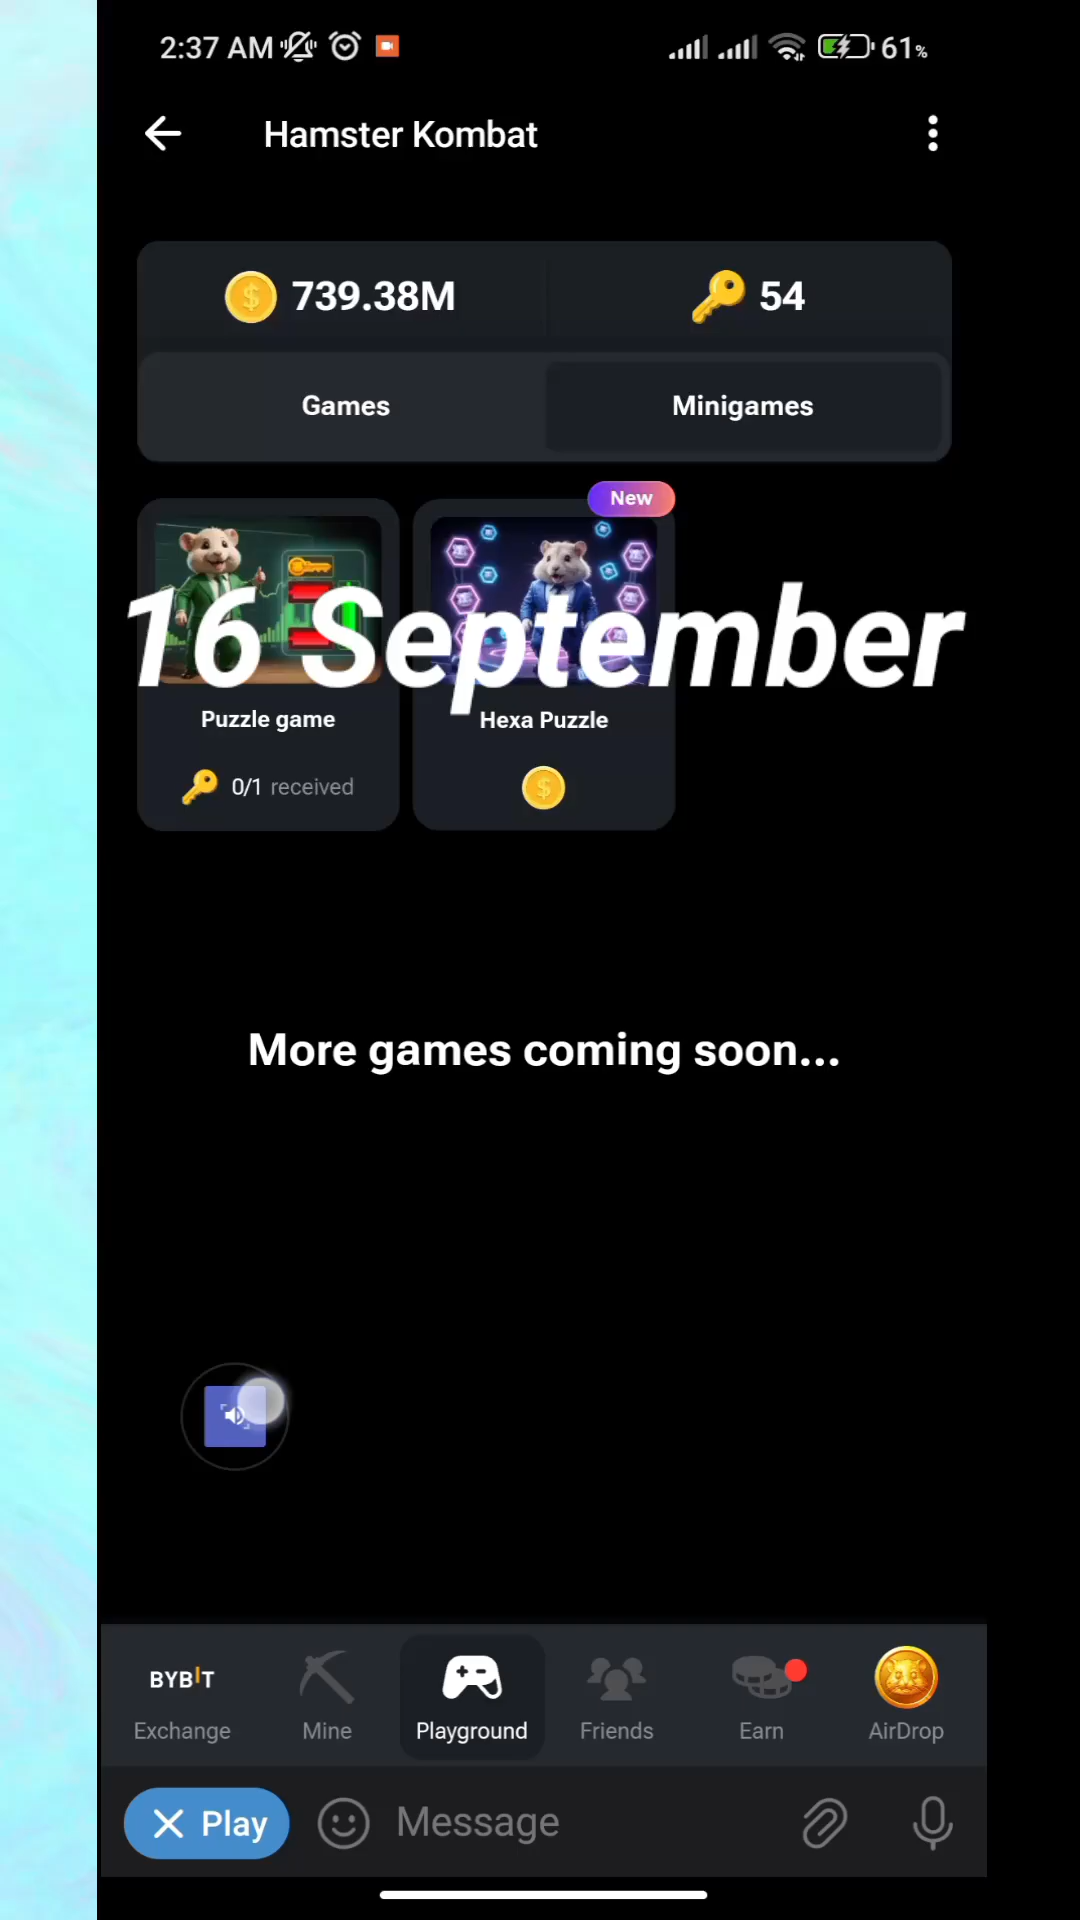 2:37 AM 61%
Hamster Kombat
739.38M 54
Games Minigames
New
16 September
Puzzle game Hexa Puzzle
0/1 received
More games coming soon...
BYBIT
Exchange Mine Playground Friends Earn AirDrop
Play Message